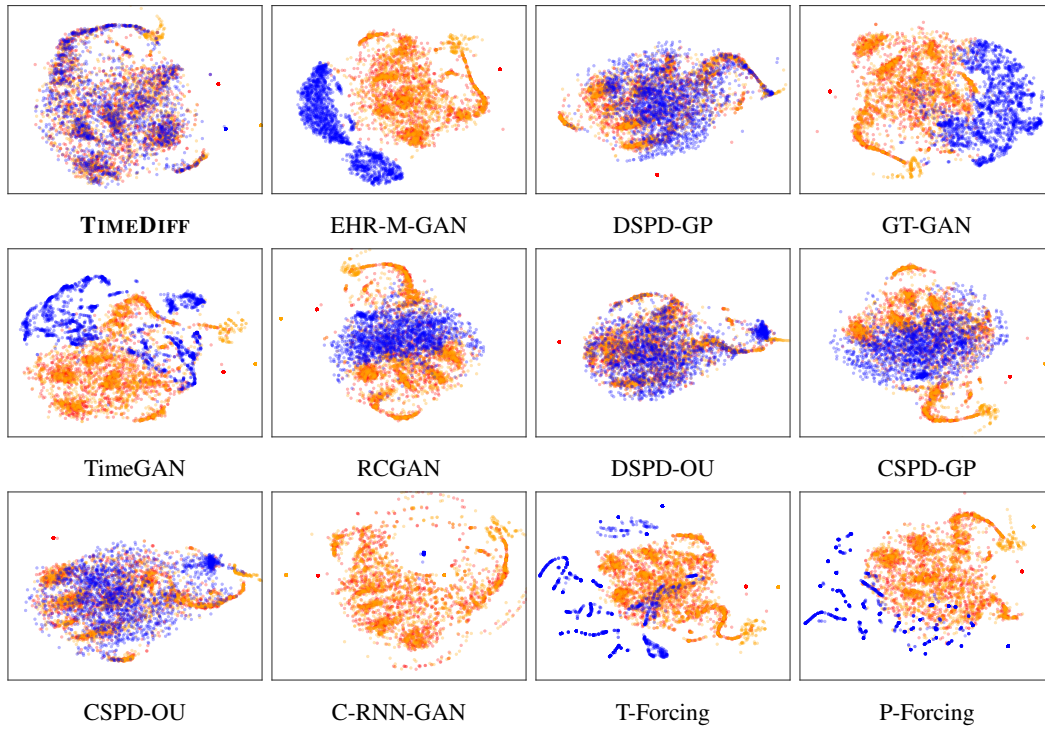 TIMEDIFF EHR-M-GAN DSPD-GP GT-GAN
TimeGAN RCGAN DSPD-OU CSPD-GP
CSPD-OU C-RNN-GAN T-Forcing P-Forcing